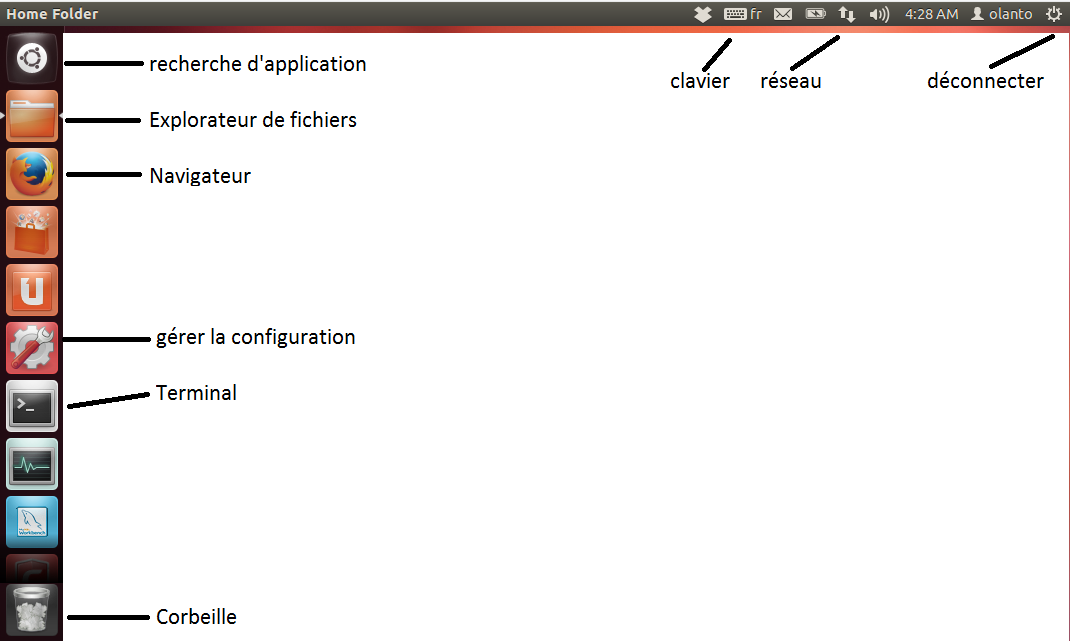 Home Folder fr 4:28 AM olanto
clavier réseau déconnecter
recherche d'application
Explorateur de fichiers
Navigateur
gérer la configuration
Terminal
Workbench
Corbeille